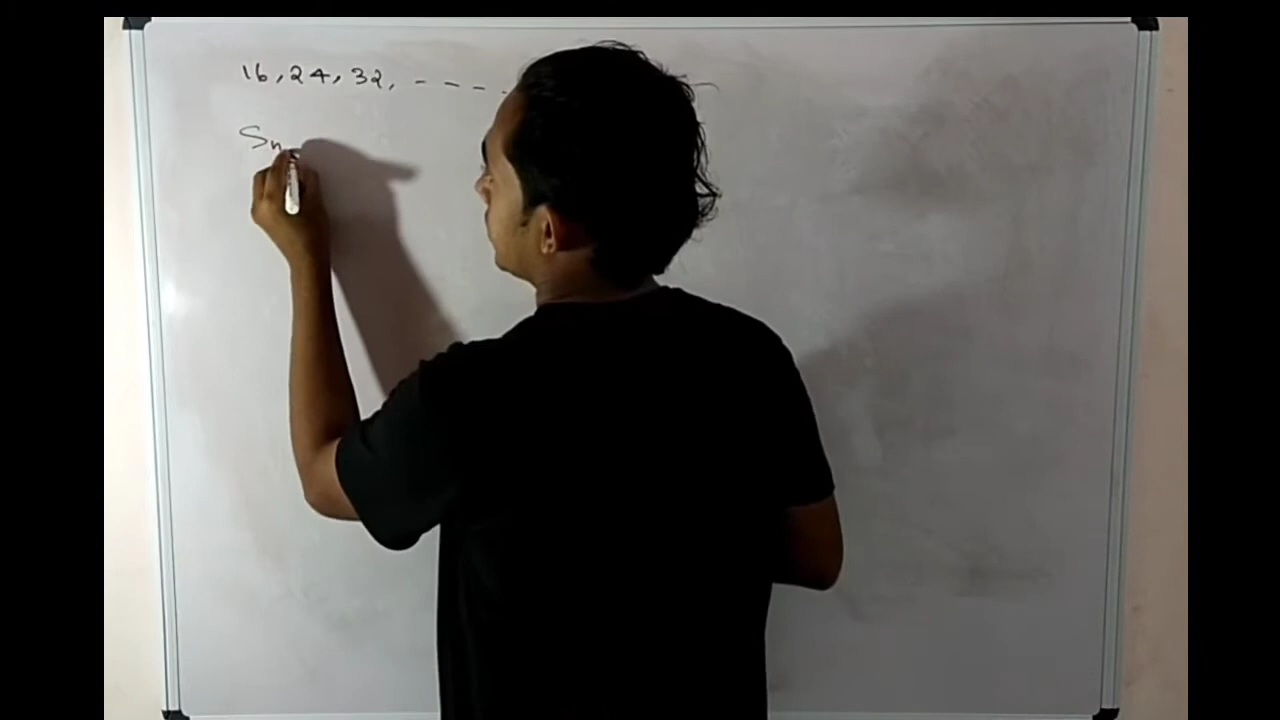 16, 24, 32, - - - -
Sn